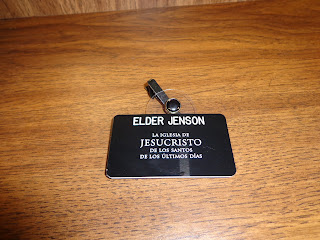 ELDER JENSON
LA IGLESIA DE
JESUCRISTO
DE LOS SANTOS
DE LOS ÚLTIMOS DÍAS